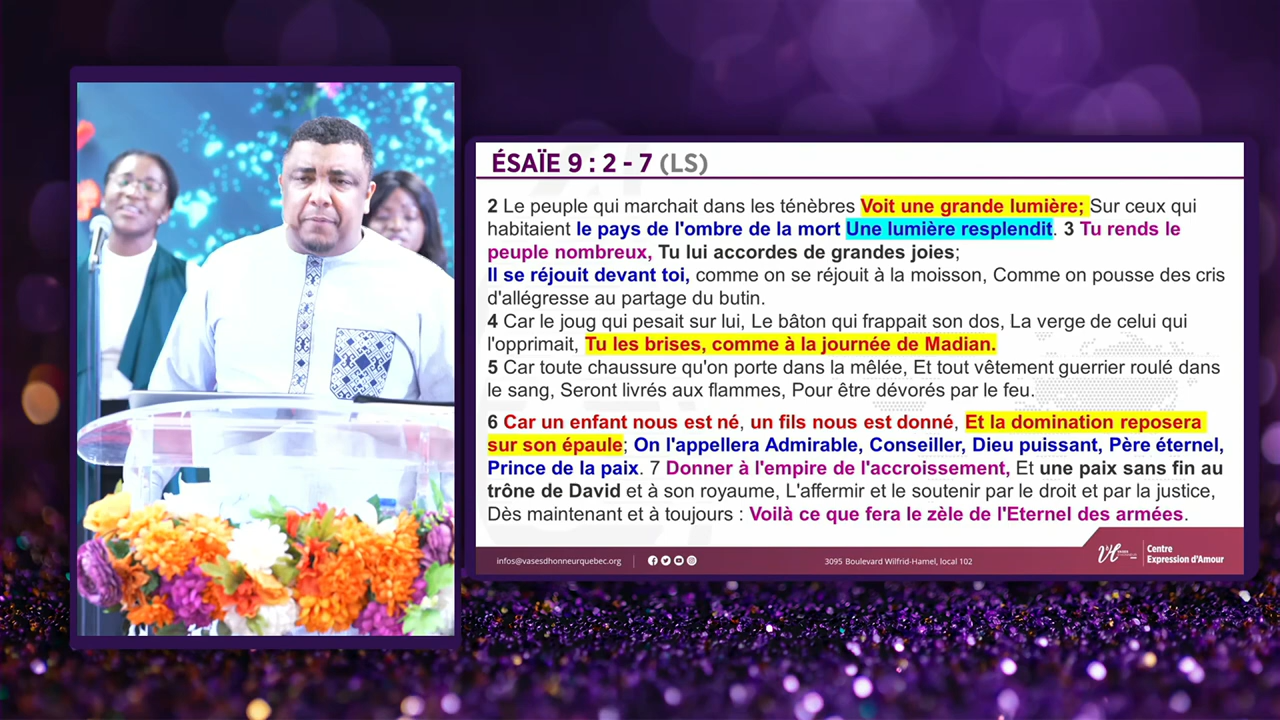 ÉSAÏE 9 : 2 - 7 (LS)
2 Le peuple qui marchait dans les ténèbres Voit une grande lumière; Sur ceux qui
habitaient le pays de l'ombre de la mort Une lumière resplendit. 3 Tu rends le
peuple nombreux, Tu lui accordes de grandes joies;
Il se réjouit devant toi, comme on se réjouit à la moisson, Comme on pousse des cris
d'allégresse au partage du butin.
4 Car le joug qui pesait sur lui, Le bâton qui frappait son dos, La verge de celui qui
l'opprimait, Tu les brises, comme à la journée de Madian.
5 Car toute chaussure qu'on porte dans la mêlée, Et tout vêtement guerrier roulé dans
le sang, Seront livrés aux flammes, Pour être dévorés par le feu.
6 Car un enfant nous est né, un fils nous est donné, Et la domination reposera
sur son épaule; On l'appellera Admirable, Conseiller, Dieu puissant, Père éternel,
Prince de la paix. 7 Donner à l'empire de l'accroissement, Et une paix sans fin au
trône de David et à son royaume, L'affermir et le soutenir par le droit et par la justice,
Dès maintenant et à toujours : Voilà ce que fera le zèle de l'Eternel des armées.
infos@vasesdhonneurquebec.org
3095 Boulevard Wilfrid-Hamel, local 102
VH
Centre
Expression d'Amour